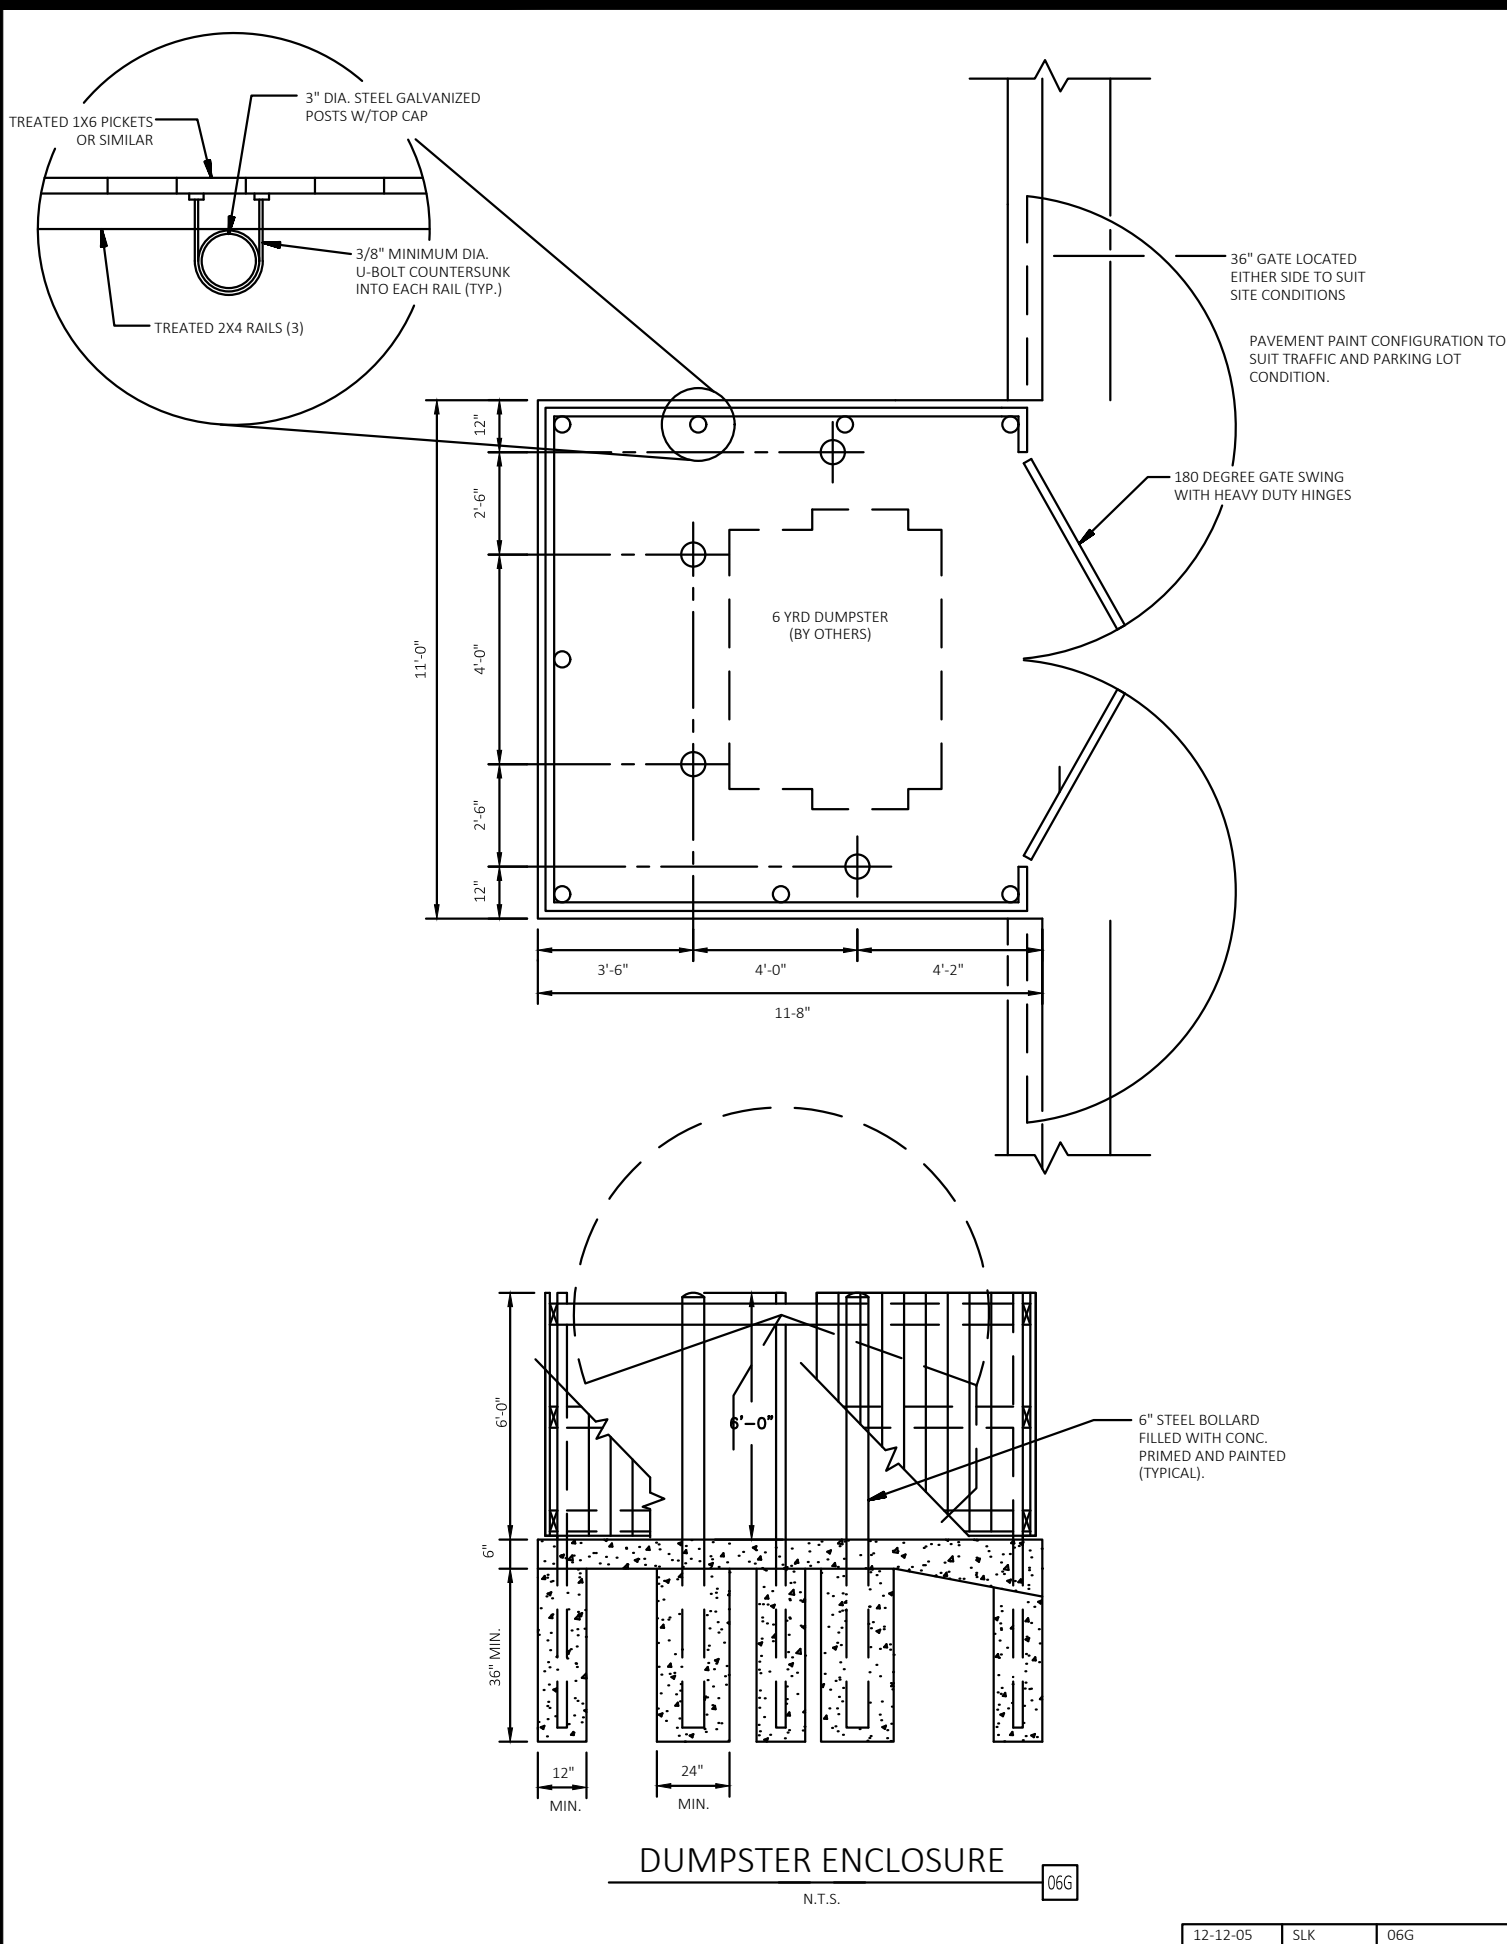 3" DIA. STEEL GALVANIZED
POSTS W/TOP CAP
TREATED 1X6 PICKETS
OR SIMILAR
3/8" MINIMUM DIA.
U-BOLT COUNTERSUNK
INTO EACH RAIL (TYP.)
TREATED 2X4 RAILS (3)
36" GATE LOCATED
EITHER SIDE TO SUIT
SITE CONDITIONS
PAVEMENT PAINT CONFIGURATION TO
SUIT TRAFFIC AND PARKING LOT
CONDITION.
180 DEGREE GATE SWING
WITH HEAVY DUTY HINGES
12"
2'-6"
4'-0"
11'-0"
2'-6"
12"
6 YRD DUMPSTER
(BY OTHERS)
3'-6"
4'-0"
4'-2"
11-8"
6'-0"
6'-0"
6" STEEL BOLLARD
FILLED WITH CONC.
PRIMED AND PAINTED
(TYPICAL).
6"
36" MIN.
12"
MIN.
24"
MIN.
DUMPSTER ENCLOSURE
06G
N.T.S.
12-12-05 SLK 06G